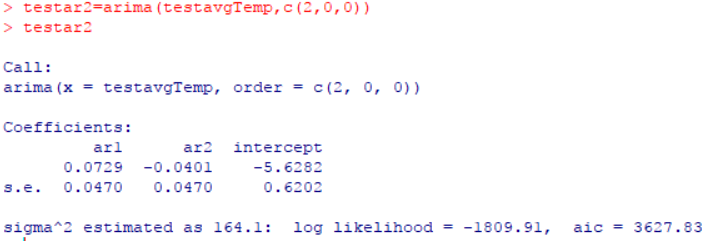 > testar2=arima(testavgTemp,c(2,0,0))
> testar2
Call:
arima(x = testavgTemp, order = c(2, 0, 0))
Coefficients:
ar1 ar2 intercept
0.0729 -0.0401 -5.6282
s.e. 0.0470 0.0470 0.6202
sigma^2 estimated as 164.1: log likelihood = -1809.91, aic = 3627.83